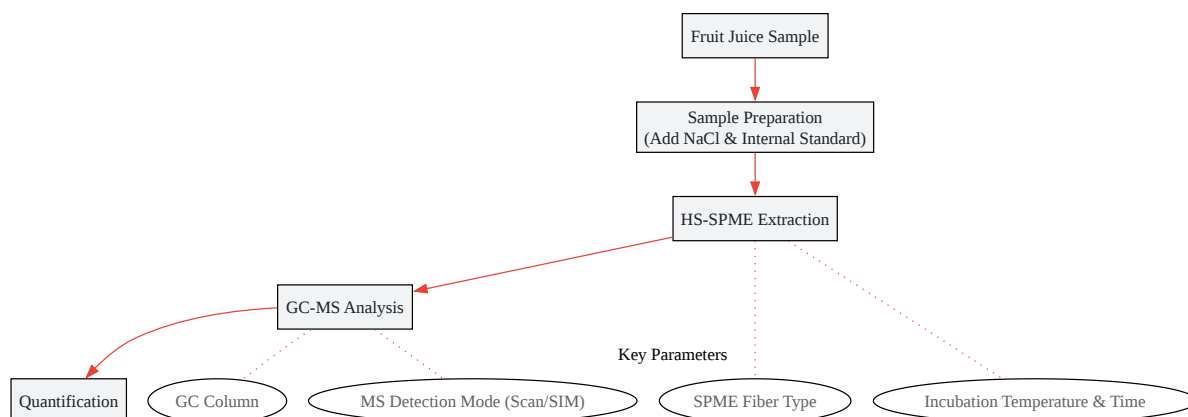 Fruit Juice Sample
Sample Preparation
(Add NaCl & Internal Standard)
HS-SPME Extraction
GC-MS Analysis
Key Parameters
Quantification
GC Column
MS Detection Mode (Scan/SIM)
SPME Fiber Type
Incubation Temperature & Time